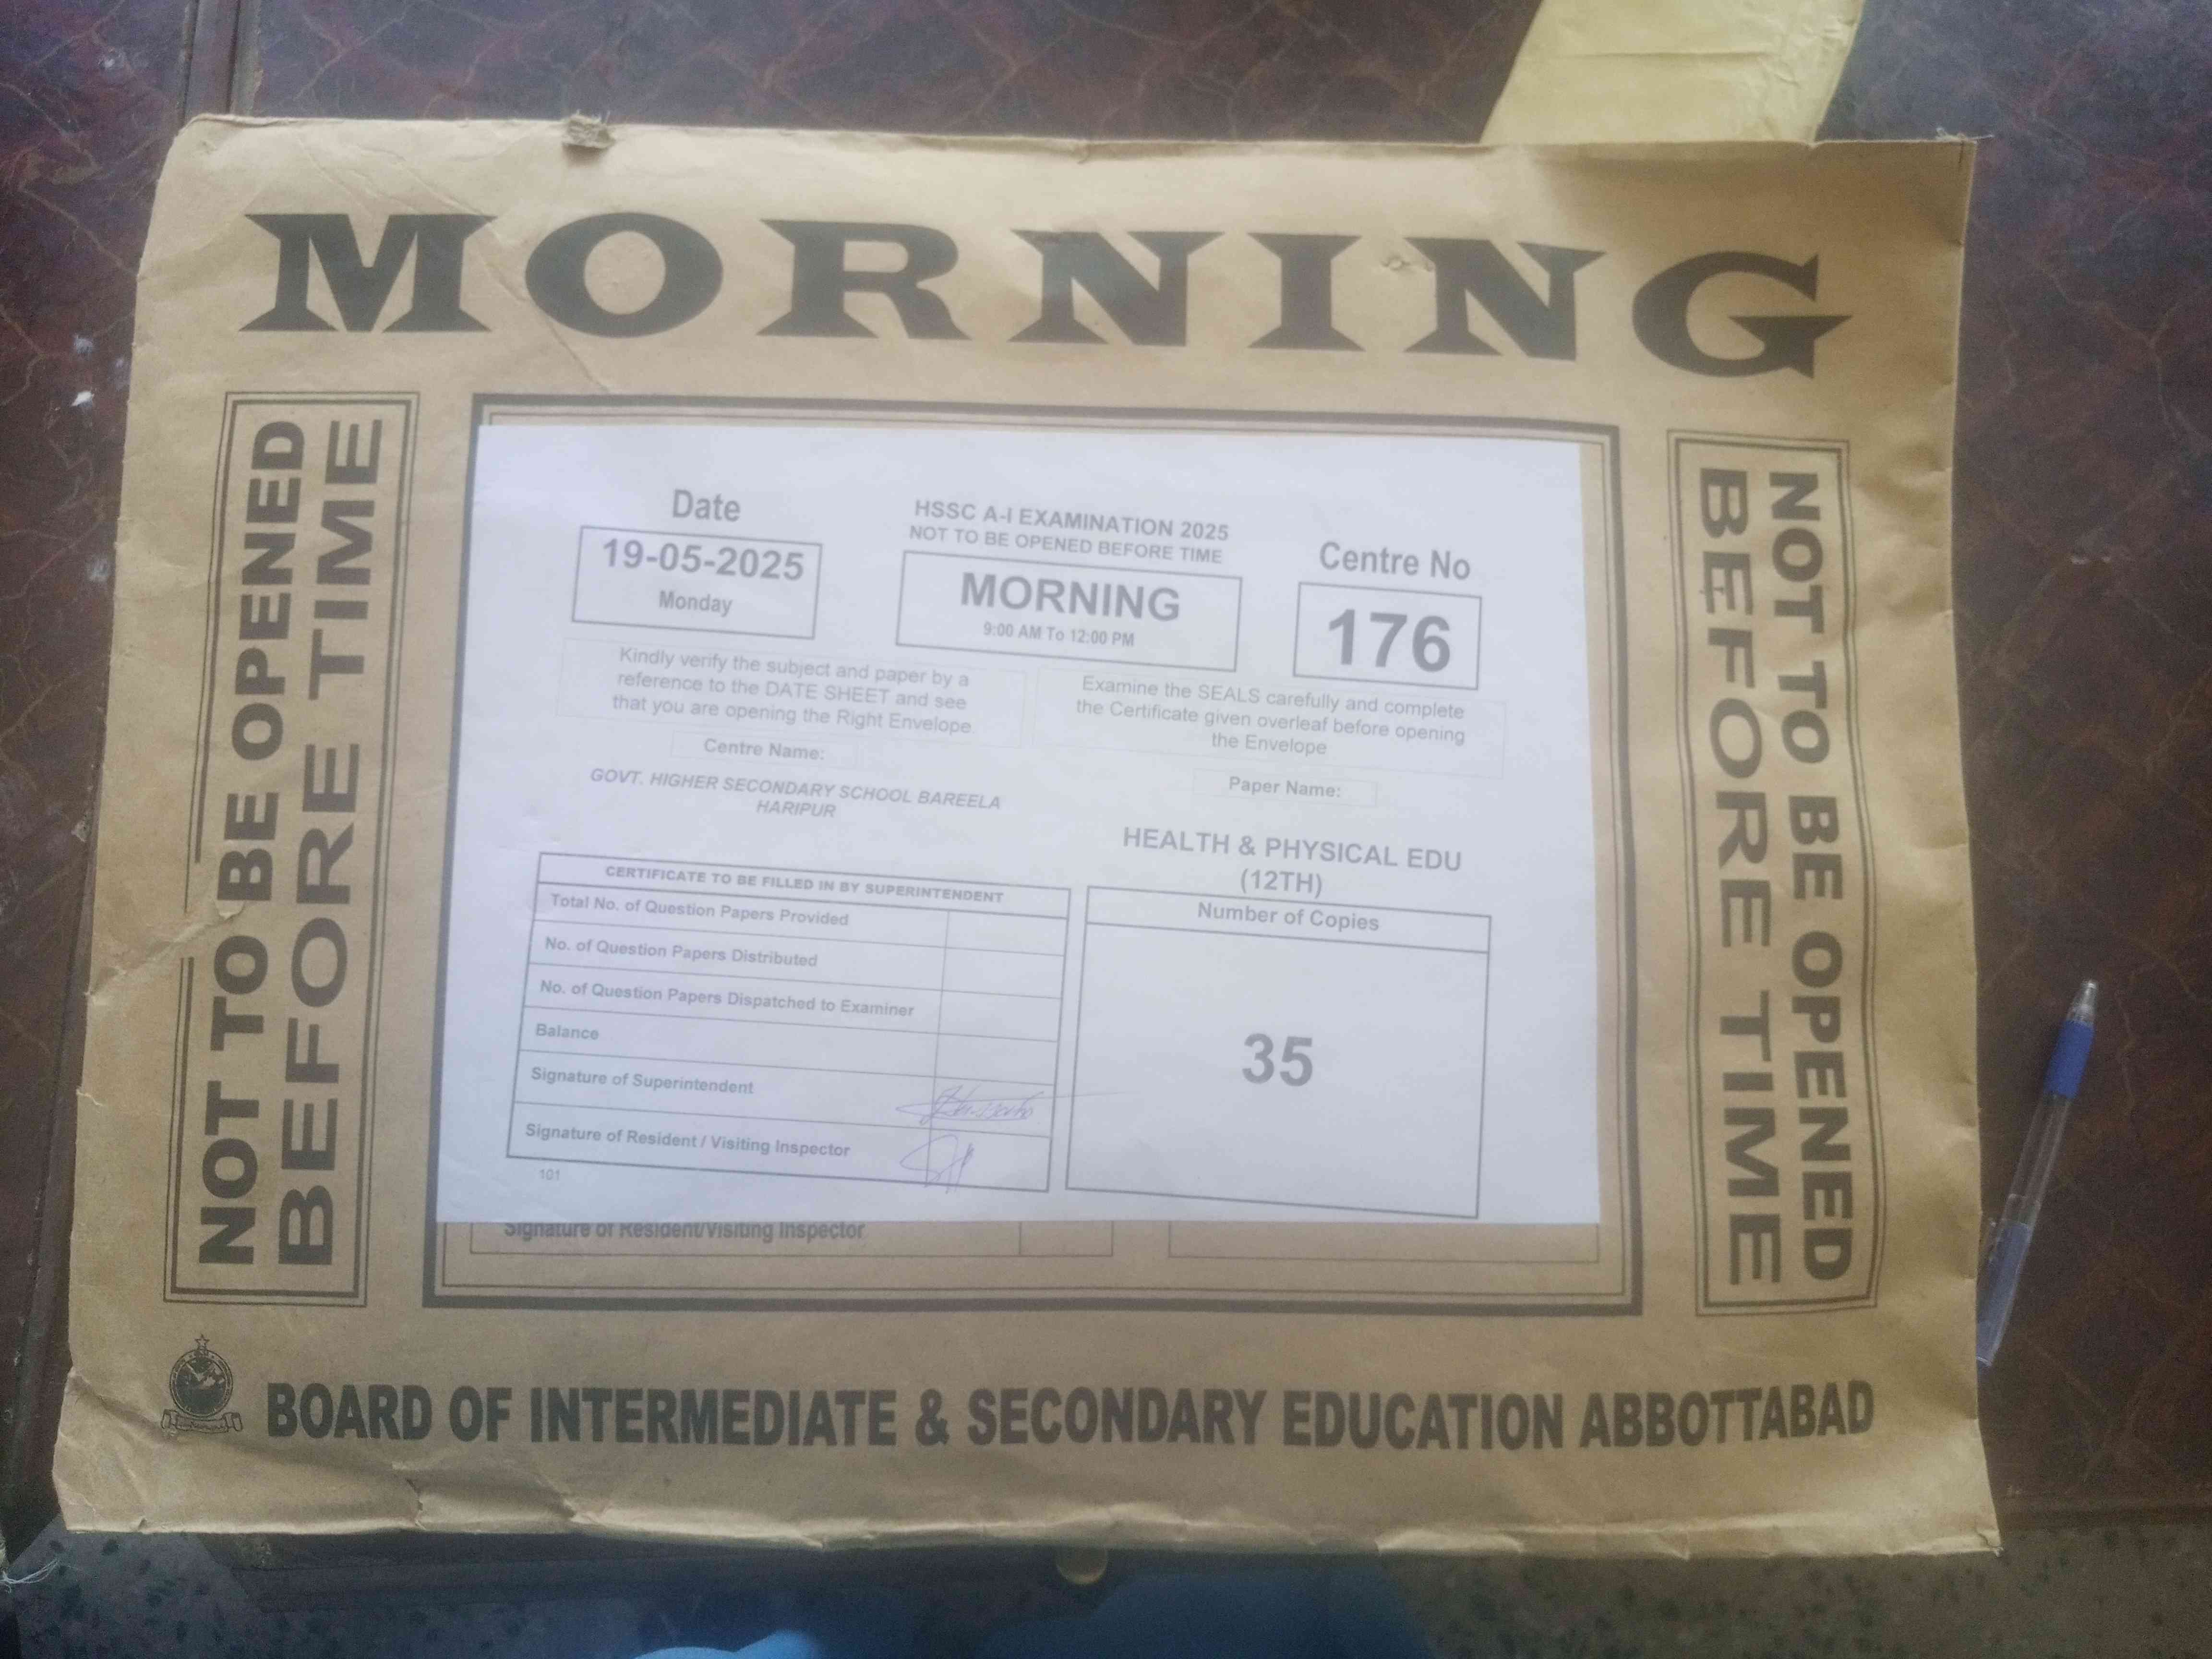 MORNING
NOT TO BE OPENED
BEFORE TIME
Date
19-05-2025
Monday
HSSC A-I EXAMINATION 2025
NOT TO BE OPENED BEFORE TIME
MORNING
9:00 AM To 12:00 PM
Centre No
176
Kindly verify the subject and paper by a
reference to the DATE SHEET and see
that you are opening the Right Envelope
Examine the SEALS carefully and complete
the Certificate given overleaf before opening
the Envelope
Centre Name:
GOVT. HIGHER SECONDARY SCHOOL BAREELA
HARIPUR
Paper Name:
HEALTH & PHYSICAL EDU
(12TH)
CERTIFICATE TO BE FILLED IN BY SUPERINTENDENT
Total No. of Question Papers Provided
No. of Question Papers Distributed
No. of Question Papers Dispatched to Examiner
Balance
Signature of Superintendent
Signature of Resident / Visiting Inspector
101
Number of Copies
35
Signature of Resident/Visiting Inspector
NOT TO BE OPENED
BEFORE TIME
BOARD OF INTERMEDIATE & SECONDARY EDUCATION ABBOTTABAD